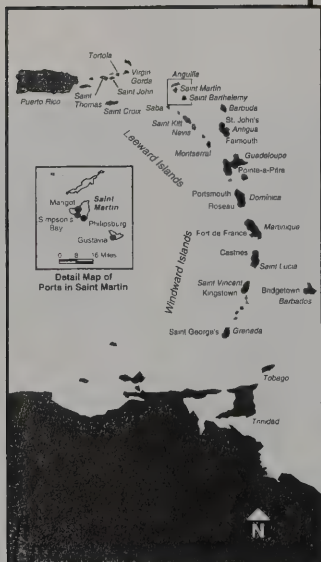 Tortola
Virgin
Gorda
Anguilla
Saint Martin
Saint Barthelemy
Puerto Rico
Saint
Thomas
Saint John
Saint Croix
Saba
Barbuda
Saint Kitt
Nevis
St. John's
Antigua
Falmouth
Montserrat
Leeward Islands
Guadeloupe
Pointe-a-Pitre
Marigot
Saint
Martin
Simpson's
Bay
Philipsburg
Gustavia
0 8 16 Miles
Detail Map of
Ports in Saint Martin
Portsmouth
Dominica
Roseau
Martinique
Fort de France
Castries
Saint Lucia
Windward Islands
Saint Vincent
Kingstown
Bridgetown
Barbados
Saint George's
Grenada
Tobago
Trinidad
N